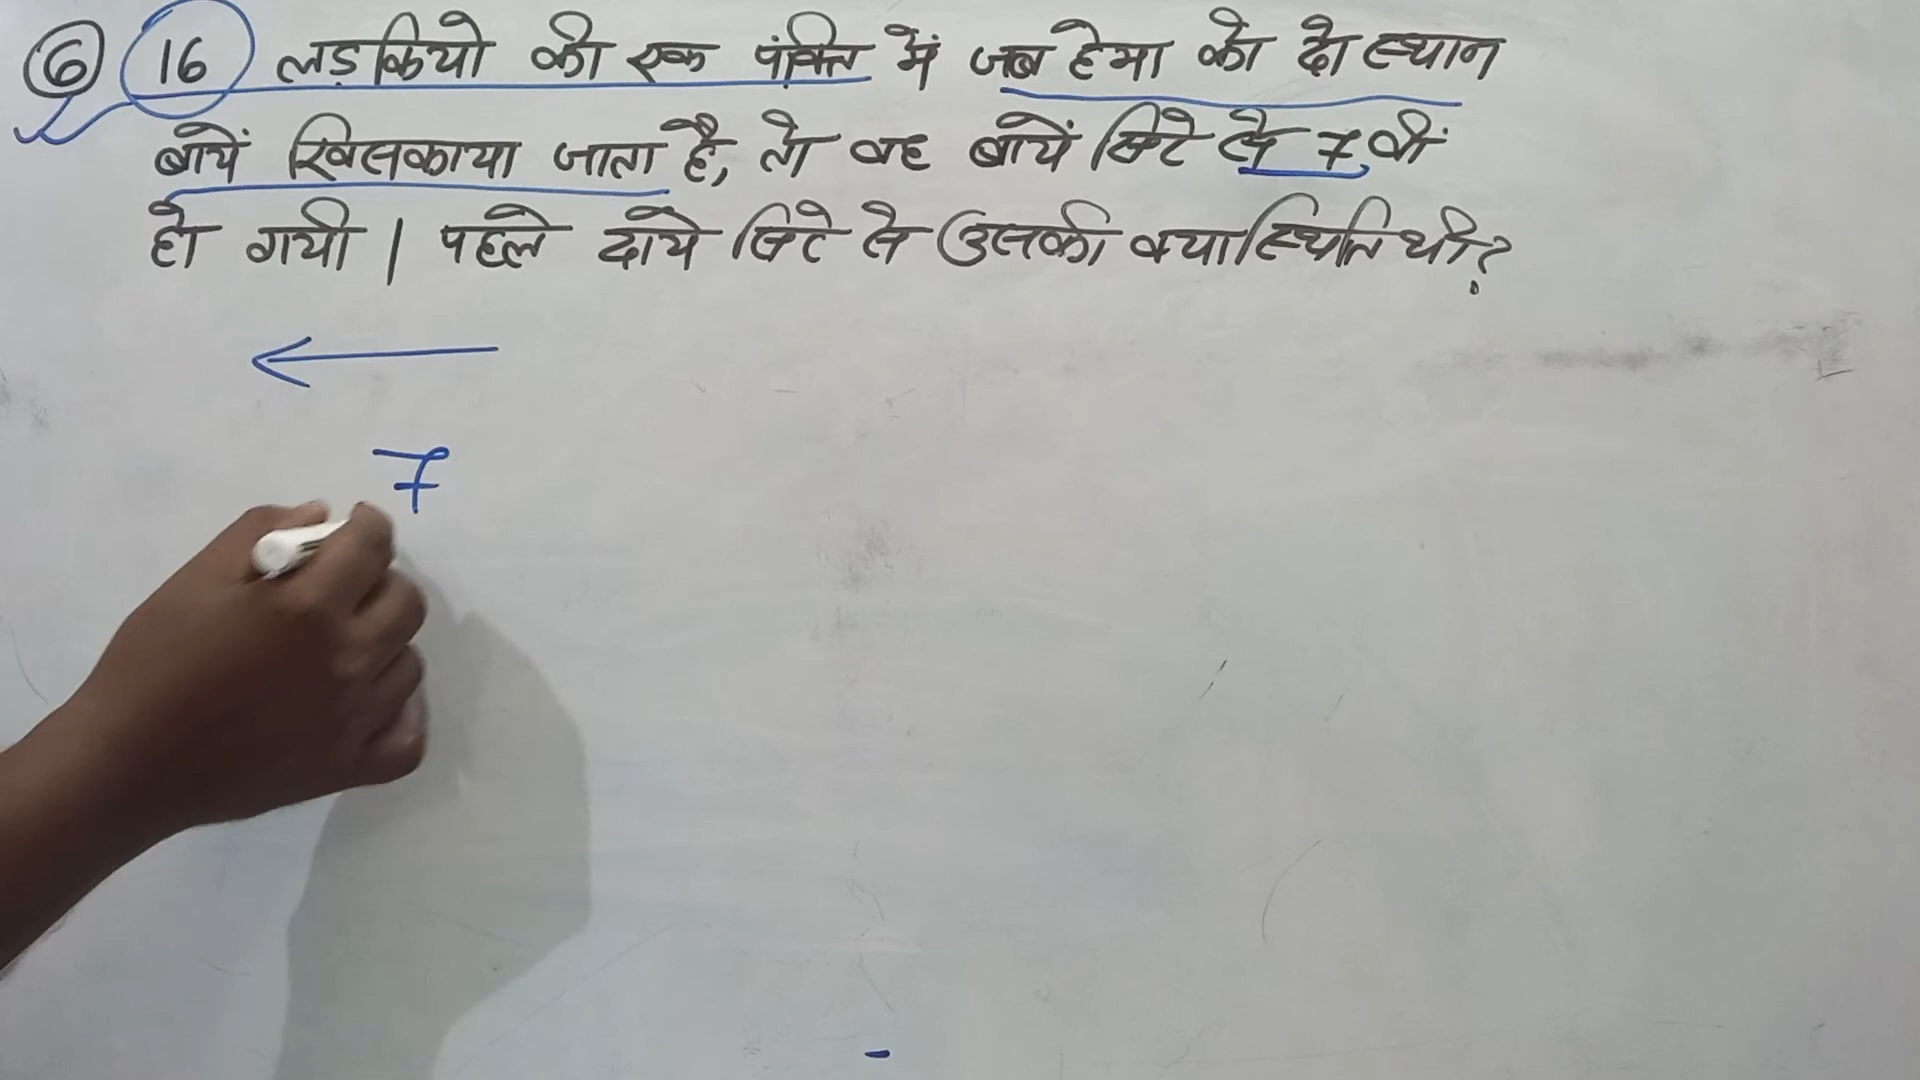 6 16 लड़कियो की एक पंक्ति में जब हेमा को दो स्थान
बायें खिसकाया जाता है, तो वह बायें सिरे से 7 वीं
हो गयी | पहले दाये सिरे से उसकी क्या स्थिति थी?
7